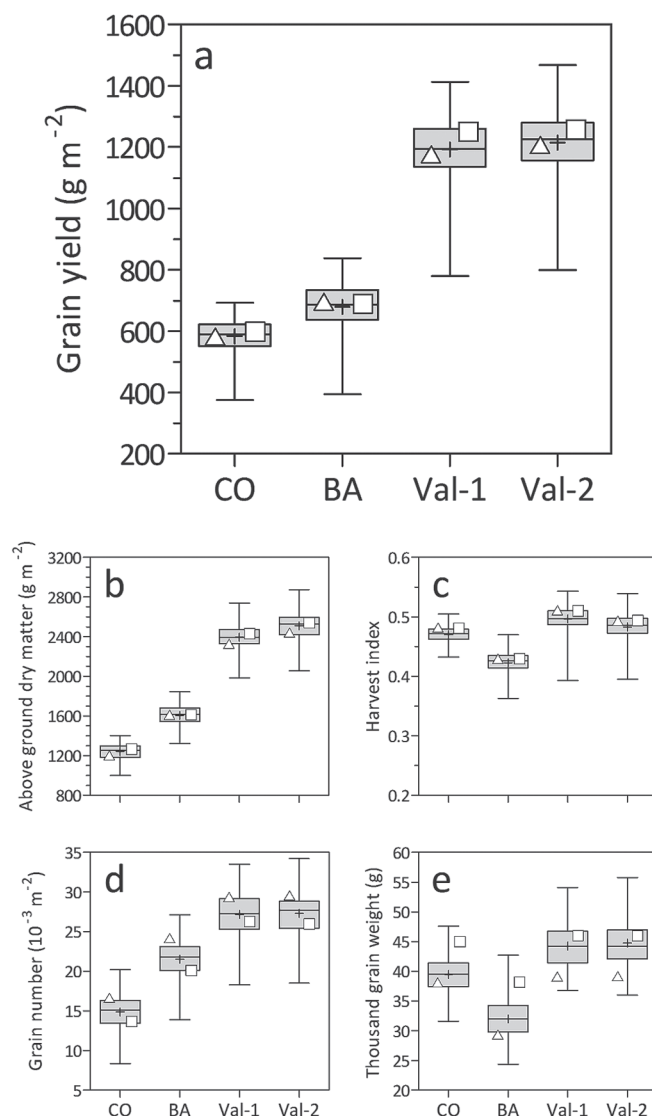 a
Grain yield (g m⁻²)
1600
1400
1200
1000
800
600
400
200
CO BA Val-1 Val-2
b
Above ground dry matter (g m⁻²)
3200
2800
2400
2000
1600
1200
800
c
Harvest index
0.6
0.5
0.4
0.3
0.2
d
Grain number (10⁻³ m⁻²)
35
30
25
20
15
10
5
CO BA Val-1 Val-2
e
Thousand grain weight (g)
60
55
50
45
40
35
30
25
20
CO BA Val-1 Val-2